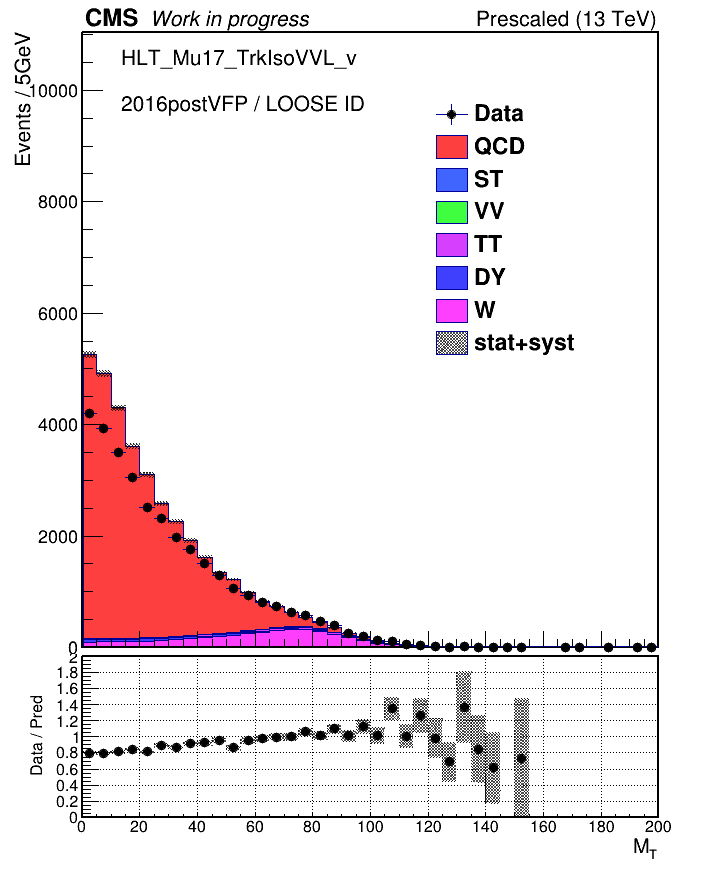 CMS Work in progress Prescaled (13 TeV)
HLT_Mu17_TrkIsoVVL_v
2016postVFP / LOOSE ID
Events / 5GeV
10000
8000
6000
4000
2000
0
Data
QCD
ST
VV
TT
DY
W
stat+syst
Data / Pred
2
1.8
1.6
1.4
1.2
1
0.8
0.6
0.4
0.2
0
0 20 40 60 80 100 120 140 160 180 200
M_T